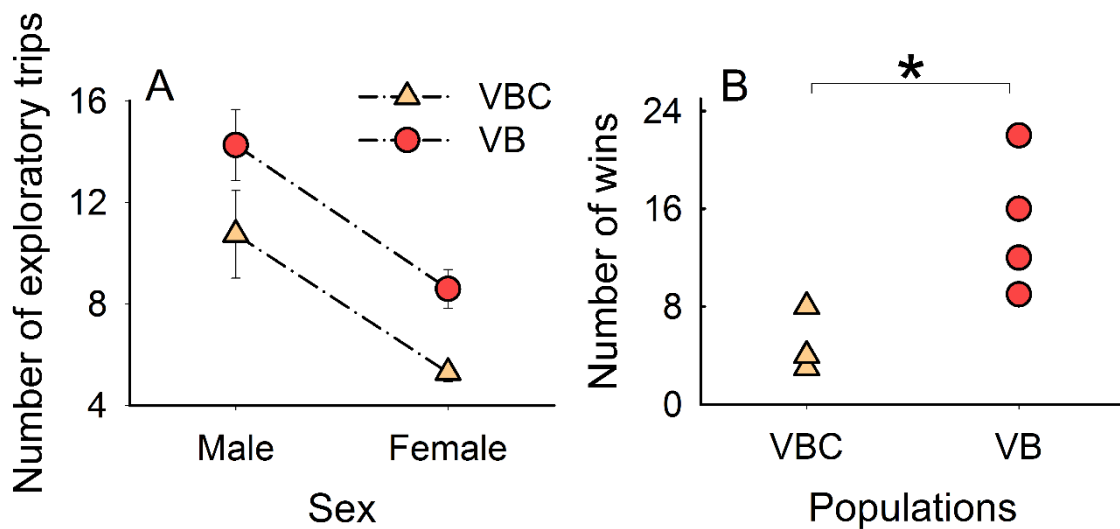 A
VBC
VB
Number of exploratory trips
16
12
8
4
Male Female
Sex
B
*
Number of wins
24
16
8
0
VBC VB
Populations